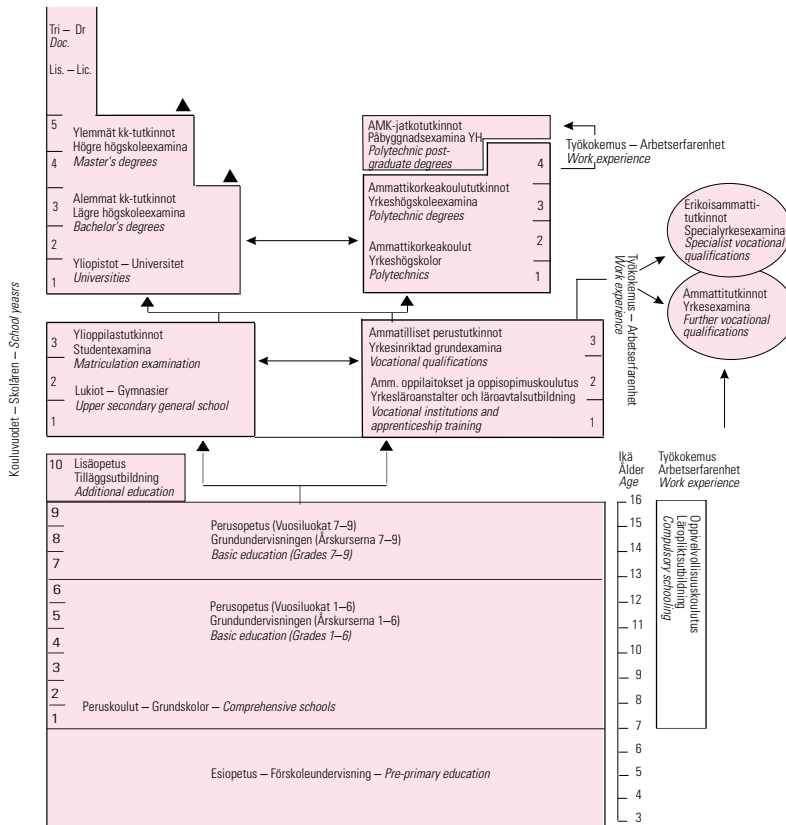 Tri – Dr
Doc.
Lis. – Lic.
5
Ylemmät kk-tutkinnot
Högre högskoleexamina
4
Master's degrees
3
Alemmat kk-tutkinnot
Lägre högskoleexamina
Bachelor's degrees
2
Yliopistot – Universitet
1
Universities
AMK-jatkotutkinnot
Påbyggnadsexamina YH
Polytechnic post-
graduate degrees
4
Ammattikorkeakoulututkinnot
Yrkeshögskoleexamina
3
Polytechnic degrees
Ammattikorkeakoulut
2
Yrkeshögskolor
Polytechnics
1
Työkokemus – Arbetserfarenhet
Work experience
Työkokemus – Arbetserfarenhet
Work experience
Erikoisammatti-
tutkinnot
Specialyrkesexamina
Specialist vocational
qualifications
Ammattitutkinnot
Yrkesexamina
Further vocational
qualifications
Kouluvuodet – Skolåren – School yeasrs
3
Ylioppilastutkinnot
Studentexamina
Matriculation examination
2
Lukiot – Gymnasier
Upper secondary general school
1
Ammatilliset perustutkinnot
Yrkesinriktad grundexamina
3
Vocational qualifications
Amm. oppilaitokset ja oppisopimuskoulutus
2
Yrkesläroanstalter och läroavtalsutbildning
Vocational institutions and
apprenticeship training
1
10
Lisäopetus
Tilläggsutbildning
Additional education
Ikä
Ålder
Age
Työkokemus
Arbetserfarenhet
Work experience
9
8
7
Perusopetus (Vuosiluokat 7–9)
Grundundervisningen (Årskurserna 7–9)
Basic education (Grades 7–9)
6
5
4
3
2
1
Perusopetus (Vuosiluokat 1–6)
Grundundervisningen (Årskurserna 1–6)
Basic education (Grades 1–6)
Peruskoulut – Grundskolor – Comprehensive schools
Esiopetus – Förskoleundervisning – Pre-primary education
16
15
14
13
12
11
10
9
8
7
6
5
4
3
Oppivelvollisuuskoulutus
Läropliktsutbildning
Compulsory schooling